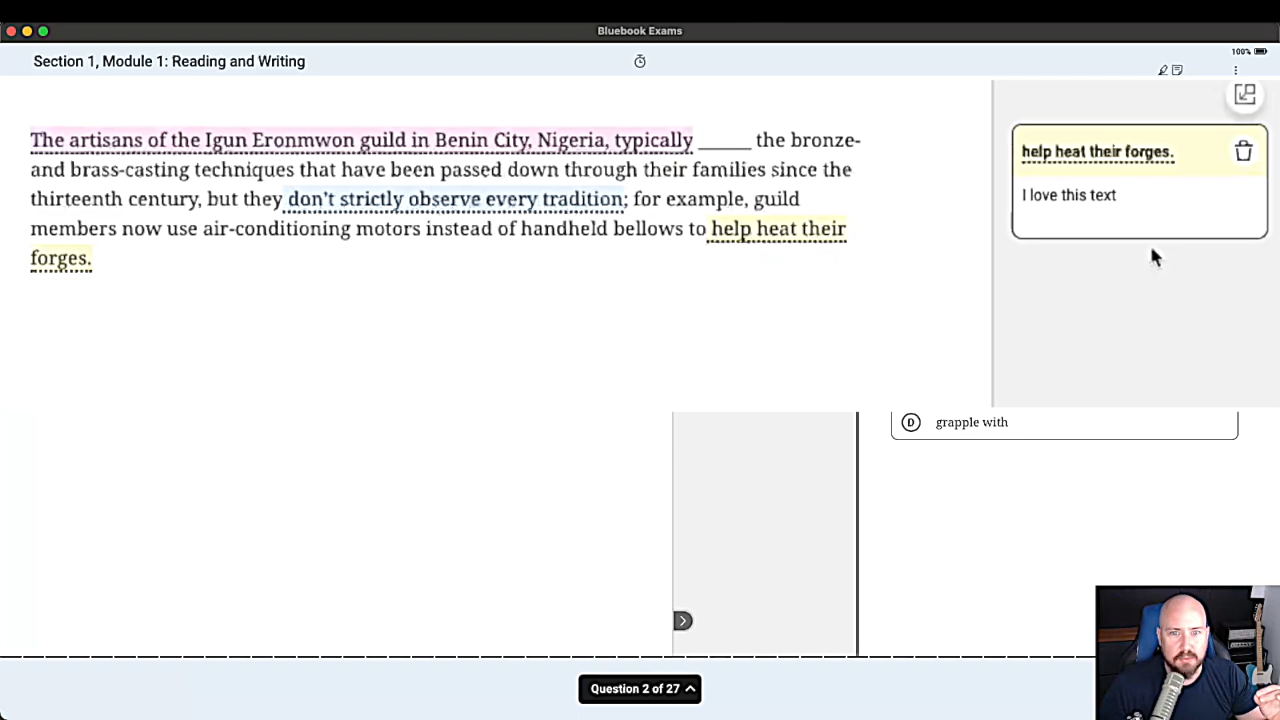 Bluebook Exams
Section 1, Module 1: Reading and Writing
100%
The artisans of the Igun Eronmwon guild in Benin City, Nigeria, typically ______ the bronze-
and brass-casting techniques that have been passed down through their families since the
thirteenth century, but they don't strictly observe every tradition; for example, guild
members now use air-conditioning motors instead of handheld bellows to help heat their
forges.
help heat their forges.
I love this text
D grapple with
Question 2 of 27